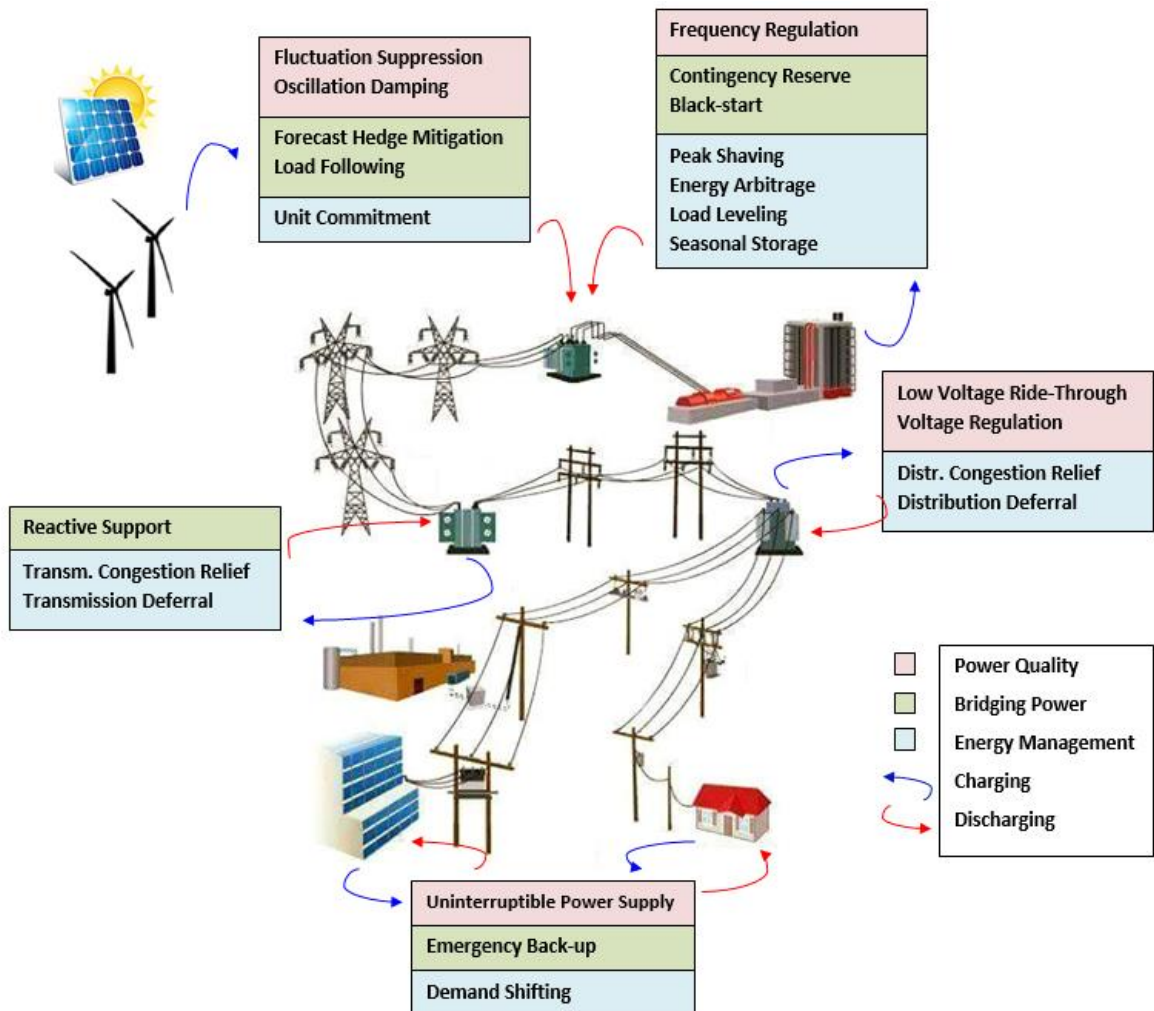 Fluctuation Suppression
Oscillation Damping
Forecast Hedge Mitigation
Load Following
Unit Commitment
Frequency Regulation
Contingency Reserve
Black-start
Peak Shaving
Energy Arbitrage
Load Leveling
Seasonal Storage
Low Voltage Ride-Through
Voltage Regulation
Distr. Congestion Relief
Distribution Deferral
Reactive Support
Transm. Congestion Relief
Transmission Deferral
Power Quality
Bridging Power
Energy Management
Charging
Discharging
Uninterruptible Power Supply
Emergency Back-up
Demand Shifting